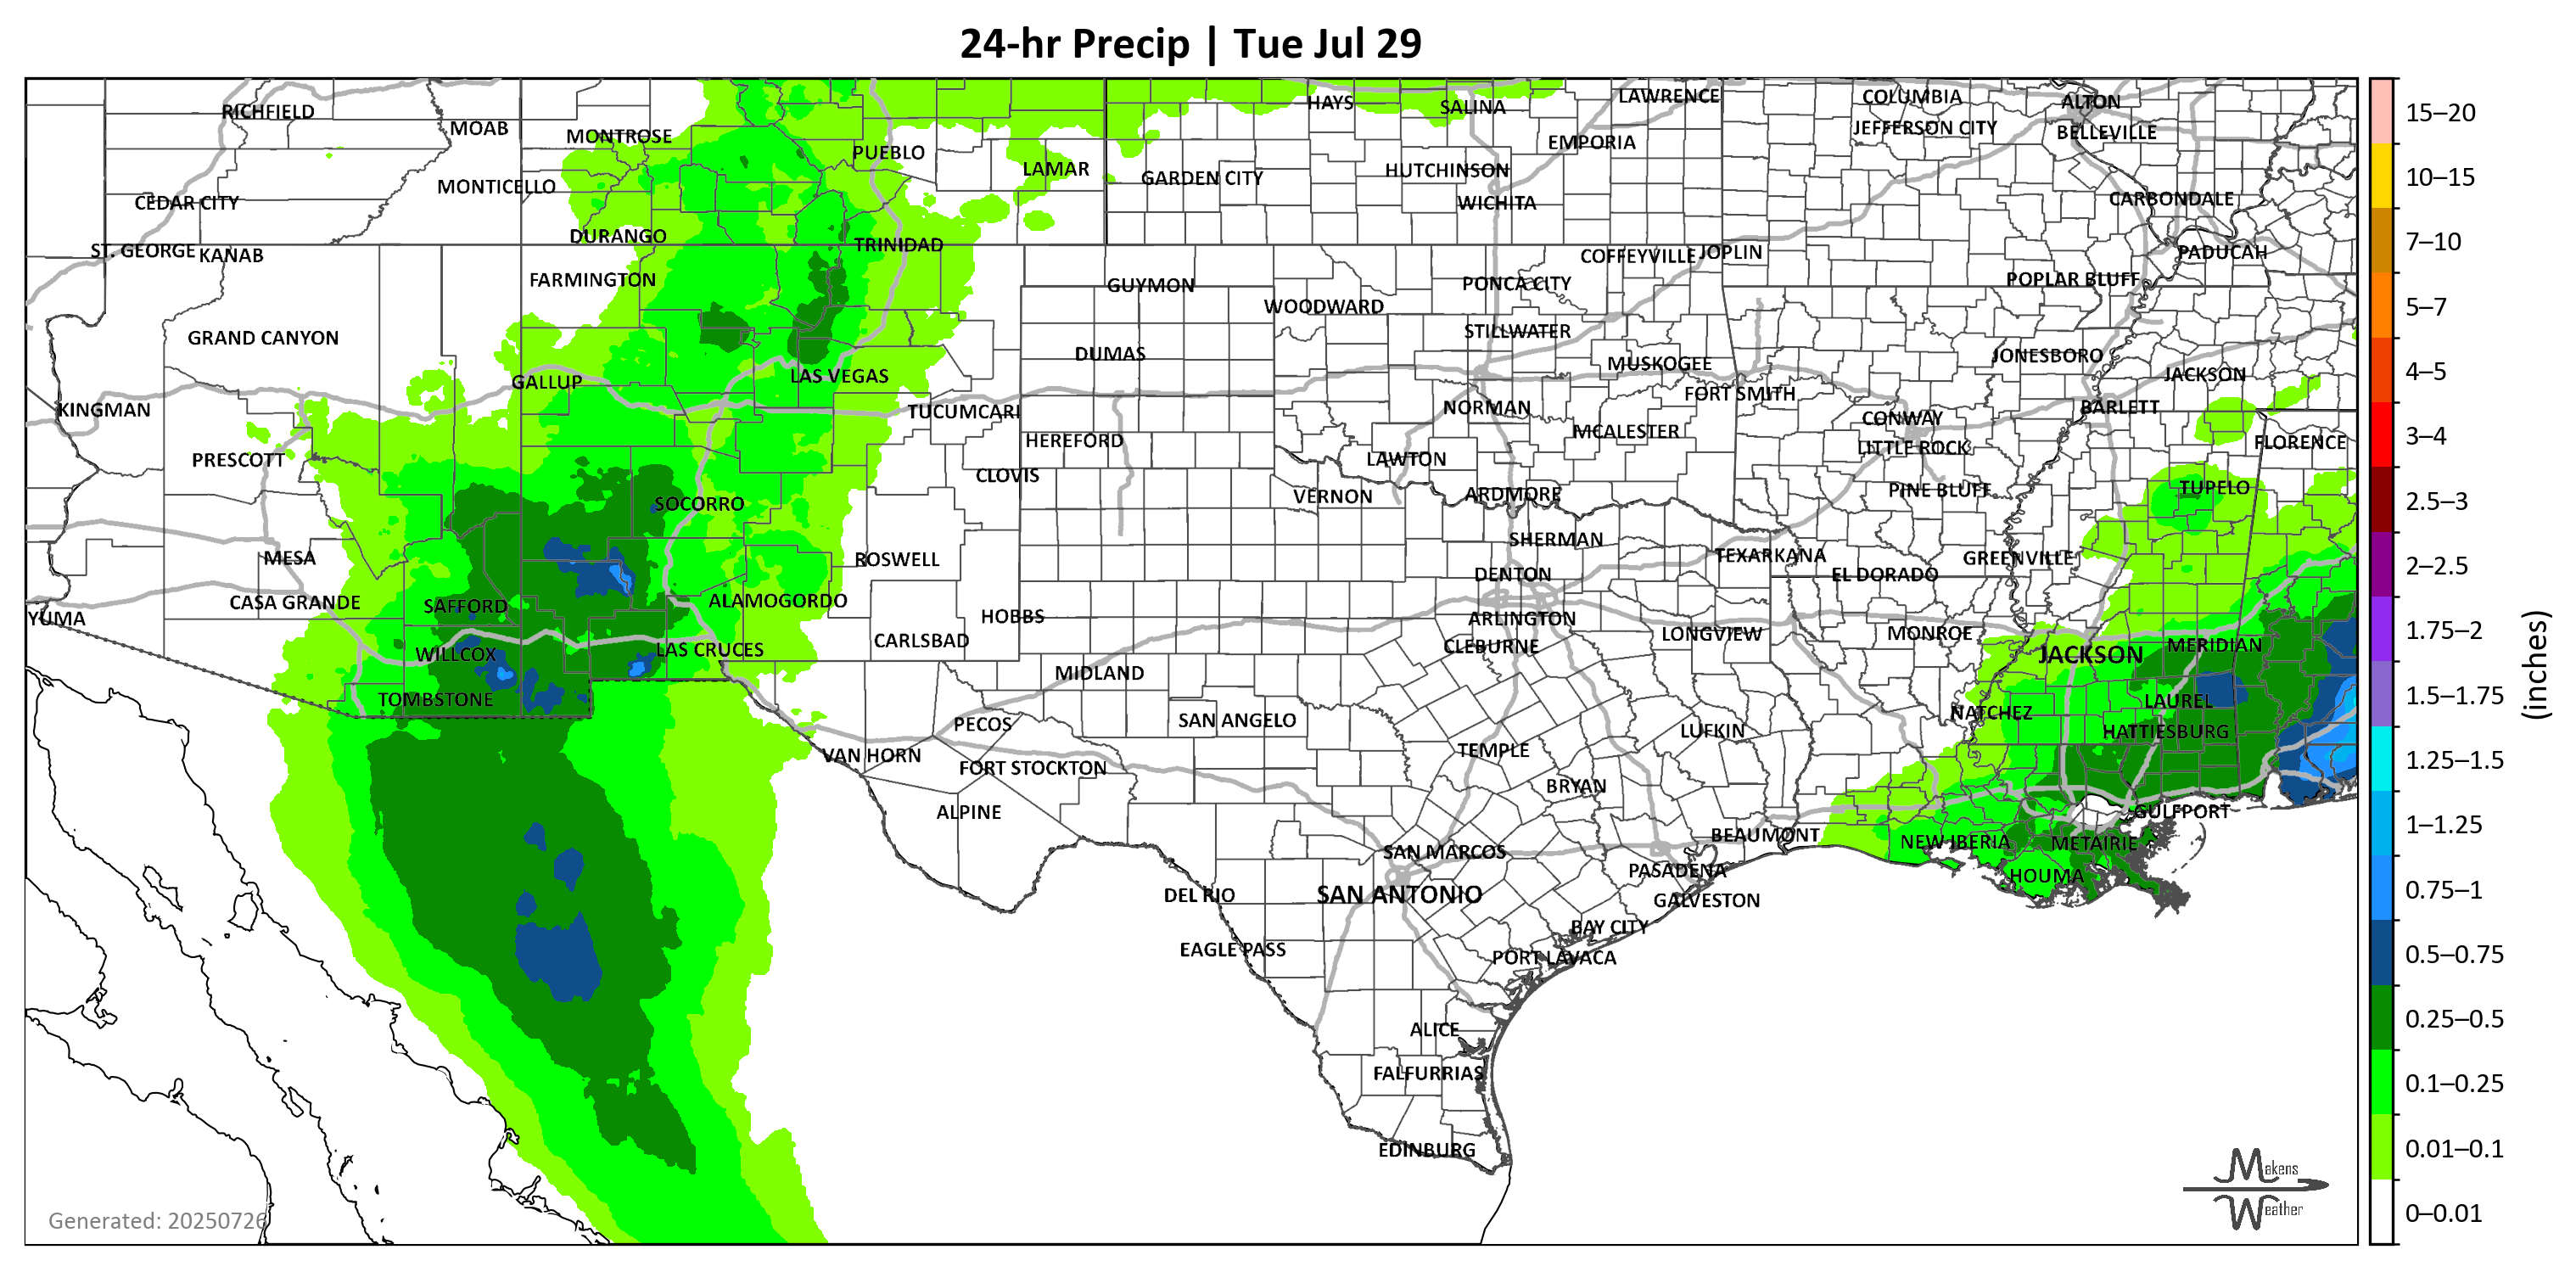 24-hr Precip | Tue Jul 29
RICHFIELD
MOAB
MONTROSE
PUEBLO
LAMAR
HAYS
SALINA
LAWRENCE
COLUMBIA
ALTON
JEFFERSON CITY
BELLEVILLE
EMPORIA
HUTCHINSON
GARDEN CITY
WICHITA
CEDAR CITY
MONTICELLO
CARBONDALE
ST. GEORGE
KANAB
DURANGO
TRINIDAD
FARMINGTON
GUYMON
WOODWARD
PONCA CITY
COFFEYVILLE
JOPLIN
PADUCAH
POPLAR BLUFF
GRAND CANYON
DUMAS
STILLWATER
MUSKOGEE
JONESBORO
JACKSON
KINGMAN
GALLUP
LAS VEGAS
TUCUMCARI
NORMAN
FORT SMITH
CONWAY
BARLETT
HEREFORD
MCALESTER
LITTLE ROCK
FLORENCE
PRESCOTT
CLOVIS
LAWTON
VERNON
ARDMORE
PINE BLUFF
TUPELO
SOCORRO
SHERMAN
MESA
ROSWELL
DENTON
TEXARKANA
EL DORADO
GREENVILLE
YUMA
CASA GRANDE
SAFFORD
ALAMOGORDO
HOBBS
ARLINGTON
CLEBURNE
LONGVIEW
MONROE
JACKSON
MERIDIAN
WILLCOX
LAS CRUCES
CARLSBAD
MIDLAND
TOMBSTONE
PECOS
SAN ANGELO
NATCHEZ
LAUREL
HATTIESBURG
VAN HORN
FORT STOCKTON
TEMPLE
LUFKIN
ALPINE
BRYAN
BEAUMONT
GULFPORT
NEW IBERIA
METAIRIE
HOUMA
SAN MARCOS
PASADENA
DEL RIO
SAN ANTONIO
GALVESTON
EAGLE PASS
BAY CITY
PORT LAVACA
ALICE
FALFURRIAS
EDINBURG
Generated: 20250726
Makens
Weather
15–20
10–15
7–10
5–7
4–5
3–4
2.5–3
2–2.5
1.75–2
1.5–1.75
1.25–1.5
1–1.25
0.75–1
0.5–0.75
0.25–0.5
0.1–0.25
0.01–0.1
0–0.01
(inches)